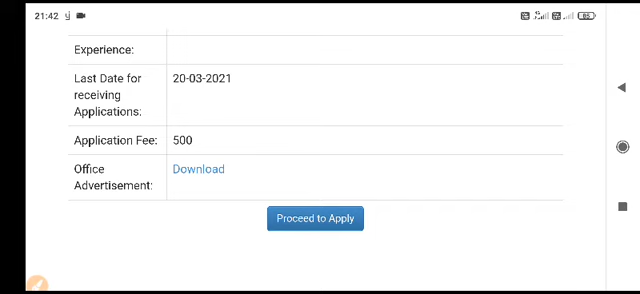 21:42
Experience:
Last Date for 20-03-2021
receiving
Applications:
Application Fee: 500
Office Download
Advertisement:
Proceed to Apply